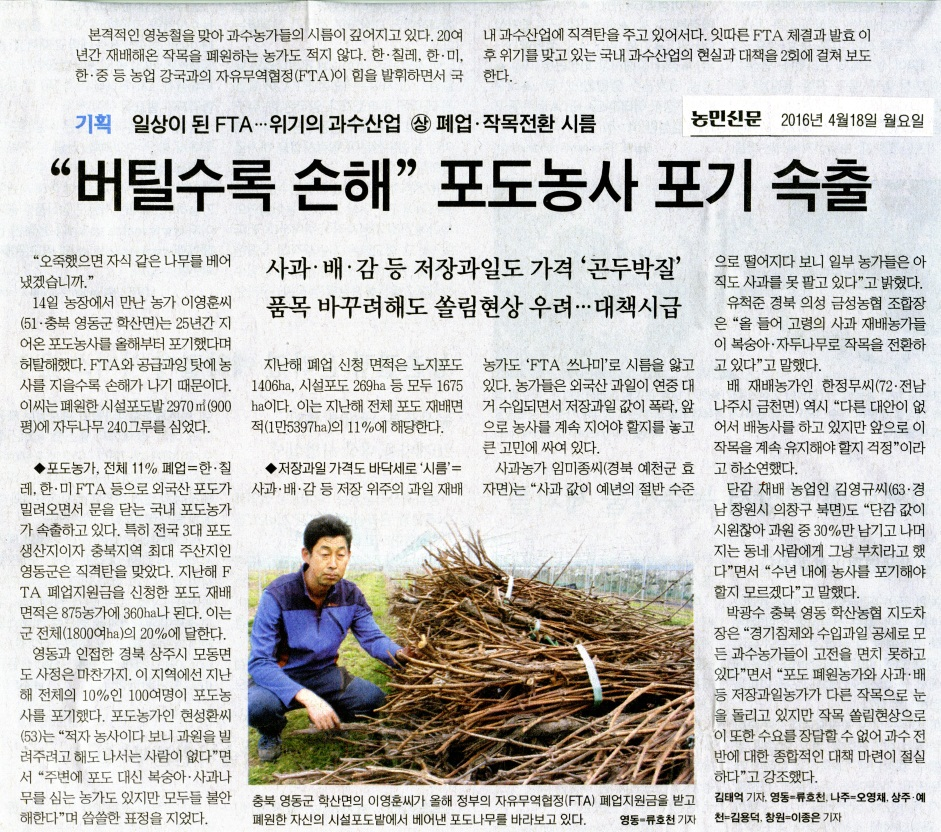 본격적인 영농철을 맞아 과수농가들의 시름이 깊어지고 있다. 20여
년간 재배해온 작목을 폐원하는 농가도 적지 않다. 한·칠레, 한·미,
한·중 등 농업 강국과의 자유무역협정(FTA)이 힘을 발휘하면서 국
내 과수산업에 직격탄을 주고 있어서다. 잇따른 FTA 체결과 발효 이
후 위기를 맞고 있는 국내 과수산업의 현실과 대책을 2회에 걸쳐 보도
한다.
기획 일상이 된 FTA…위기의 과수산업 ㊤ 폐업·작목전환 시름
농민신문 2016년 4월18일 월요일
“버틸수록 손해” 포도농사 포기 속출
“오죽했으면 자식 같은 나무를 베어
냈겠습니까.”
14일 농장에서 만난 농가 이영훈씨
(51·충북 영동군 학산면)는 25년간 지
어온 포도농사를 올해부터 포기했다며
허탈해했다. FTA와 공급과잉 탓에 농
사를 지을수록 손해가 나기 때문이다.
이씨는 폐원한 시설포도밭 2970㎡(900
평)에 자두나무 240그루를 심었다.
◆포도농가, 전체 11% 폐업=한·칠
레, 한·미 FTA 등으로 외국산 포도가
밀려오면서 문을 닫는 국내 포도농가
가 속출하고 있다. 특히 전국 3대 포도
생산지이자 충북지역 최대 주산지인
영동군은 직격탄을 맞았다. 지난해 F
TA 폐업지원금을 신청한 포도 재배
면적은 875농가에 360ha나 된다. 이는
군 전체(1800여ha)의 20%에 달한다.
영동과 인접한 경북 상주시 모동면
도 사정은 마찬가지. 이 지역에선 지난
해 전체의 10%인 100여명이 포도농
사를 포기했다. 포도농가인 현성환씨
(53)는 “적자 농사이다 보니 과원을 빌
려주려고 해도 나서는 사람이 없다”면
서 “주변에 포도 대신 복숭아·사과나
무를 심는 농가도 있지만 모두들 불안
해한다”며 씁쓸한 표정을 지었다.
사과·배·감 등 저장과일도 가격 ‘곤두박질’
품목 바꾸려해도 쏠림현상 우려…대책시급
지난해 폐업 신청 면적은 노지포도
1406ha, 시설포도 269ha 등 모두 1675
ha이다. 이는 지난해 전체 포도 재배면
적(1만5397ha)의 11%에 해당한다.
◆저장과일 가격도 바닥세로 ‘시름’=
사과·배·감 등 저장 위주의 과일 재배
농가도 ‘FTA 쓰나미’로 시름을 앓고
있다. 농가들은 외국산 과일이 연중 대
거 수입되면서 저장과일 값이 폭락, 앞
으로 농사를 계속 지어야 할지를 놓고
큰 고민에 싸여 있다.
사과농가 임미종씨(경북 예천군 효
자면)는 “사과 값이 예년의 절반 수준
충북 영동군 학산면의 이영훈씨가 올해 정부의 자유무역협정(FTA) 폐업지원금을 받고
폐원한 자신의 시설포도밭에서 베어낸 포도나무를 바라보고 있다. 영동=류호천 기자
으로 떨어지다 보니 일부 농가들은 아
직도 사과를 못 팔고 있다”고 밝혔다.
유척준 경북 의성 금성농협 조합장
은 “올 들어 고령의 사과 재배농가들
이 복숭아·자두나무로 작목을 전환하
고 있다”고 말했다.
배 재배농가인 한정무씨(72·전남
나주시 금천면) 역시 “다른 대안이 없
어서 배농사를 하고 있지만 앞으로 이
작목을 계속 유지해야 할지 걱정”이라
고 하소연했다.
단감 재배 농업인 김영규씨(63·경
남 창원시 의창구 북면)도 “단감 값이
시원찮아 과원 중 30%만 남기고 나머
지는 동네 사람에게 그냥 부치라고 했
다”면서 “수년 내에 농사를 포기해야
할지 모르겠다”고 말했다.
박광수 충북 영동 학산농협 지도차
장은 “경기침체와 수입과일 공세로 모
든 과수농가들이 고전을 면치 못하고
있다”면서 “포도 폐원농가와 사과·배
등 저장과일농가가 다른 작목으로 눈
을 돌리고 있지만 작목 쏠림현상으로
이 또한 수요를 장담할 수 없어 과수 전
반에 대한 종합적인 대책 마련이 절실
하다”고 강조했다.
김태억 기자, 영동=류호천, 나주=오영채, 상주·예
천=김용덕, 창원=이종은 기자